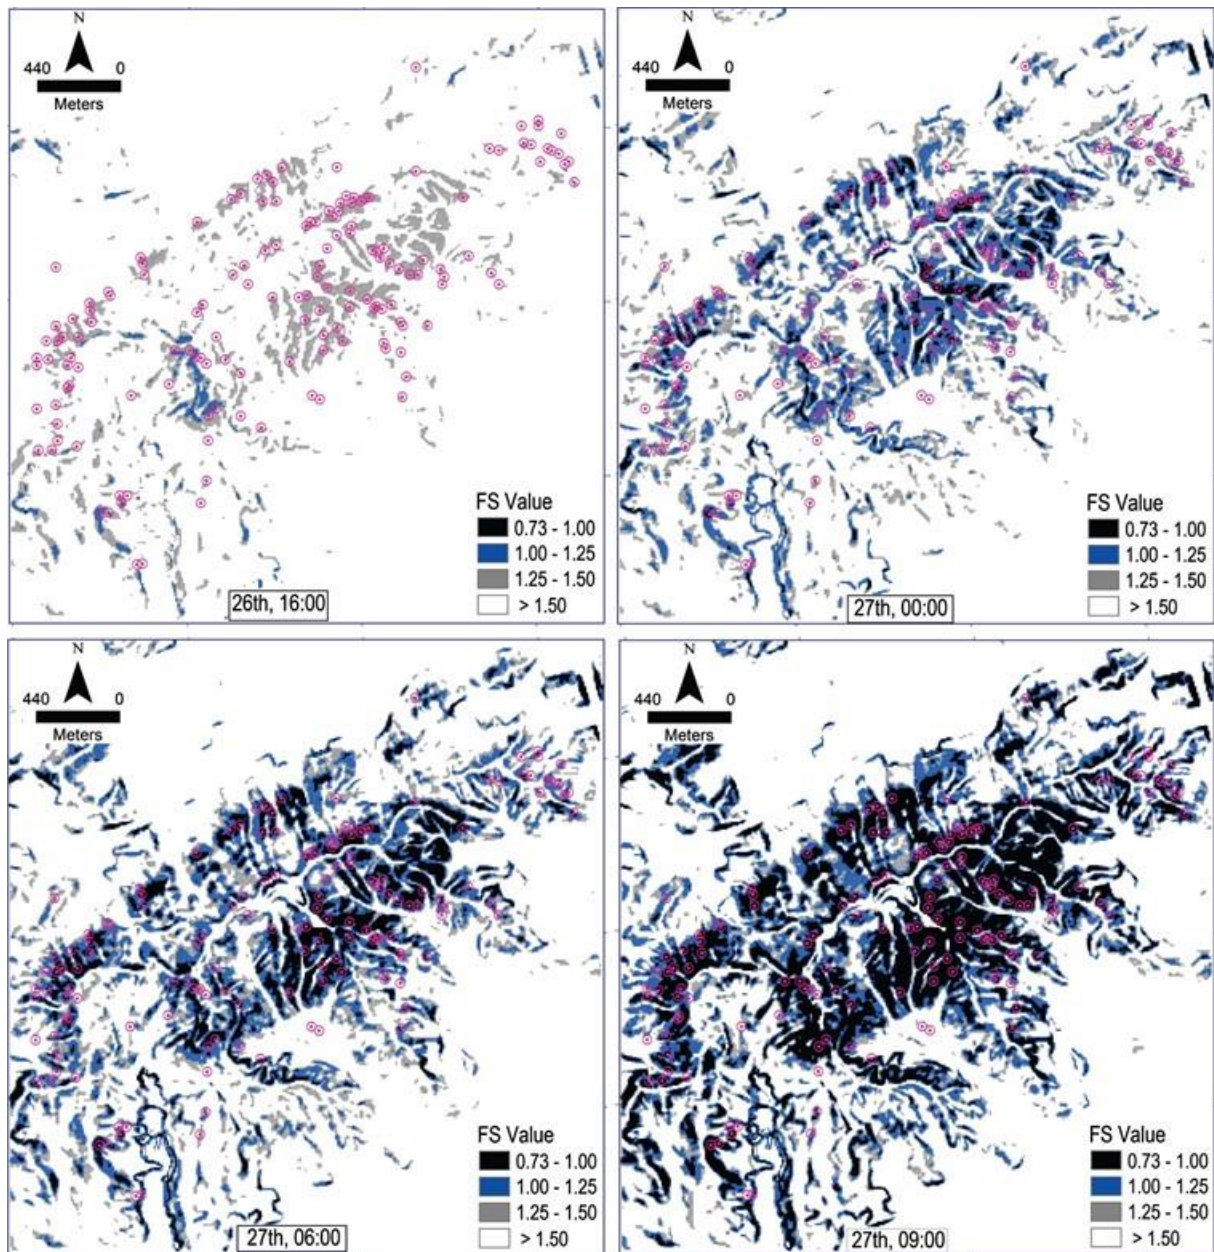 N
440 0
Meters
FS Value
0.73 - 1.00
1.00 - 1.25
1.25 - 1.50
> 1.50
26th, 16:00
N
440 0
Meters
FS Value
0.73 - 1.00
1.00 - 1.25
1.25 - 1.50
> 1.50
27th, 00:00
N
440 0
Meters
FS Value
0.73 - 1.00
1.00 - 1.25
1.25 - 1.50
> 1.50
27th, 06:00
N
440 0
Meters
FS Value
0.73 - 1.00
1.00 - 1.25
1.25 - 1.50
> 1.50
27th, 09:00